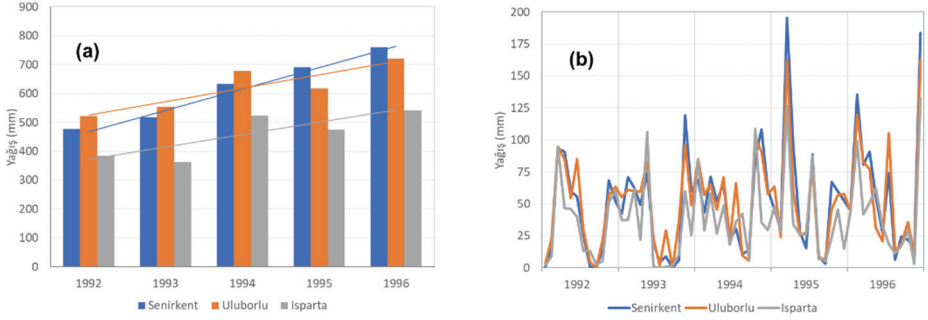 (a)
Yağış (mm)
900
800
700
600
500
400
300
200
100
0
1992 1993 1994 1995 1996
Senirkent Uluborlu Isparta
(b)
Yağış (mm)
200
175
150
125
100
75
50
25
0
1992 1993 1994 1995 1996
Senirkent Uluborlu Isparta